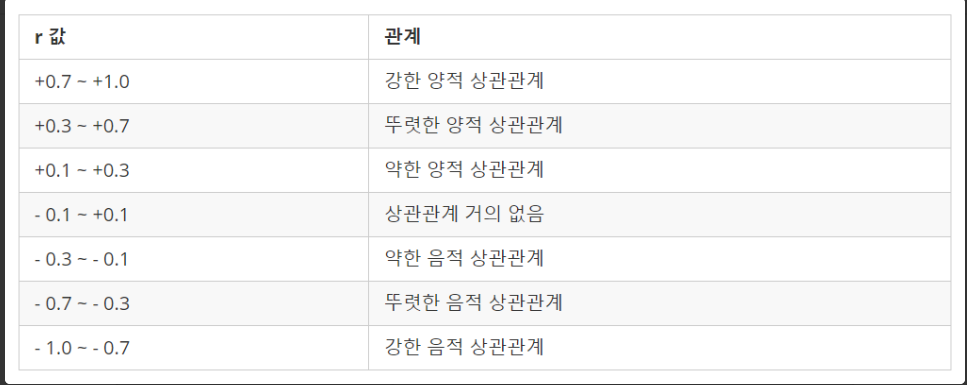 r 값 관계
+0.7 ~ +1.0 강한 양적 상관관계
+0.3 ~ +0.7 뚜렷한 양적 상관관계
+0.1 ~ +0.3 약한 양적 상관관계
- 0.1 ~ +0.1 상관관계 거의 없음
- 0.3 ~ - 0.1 약한 음적 상관관계
- 0.7 ~ - 0.3 뚜렷한 음적 상관관계
- 1.0 ~ - 0.7 강한 음적 상관관계